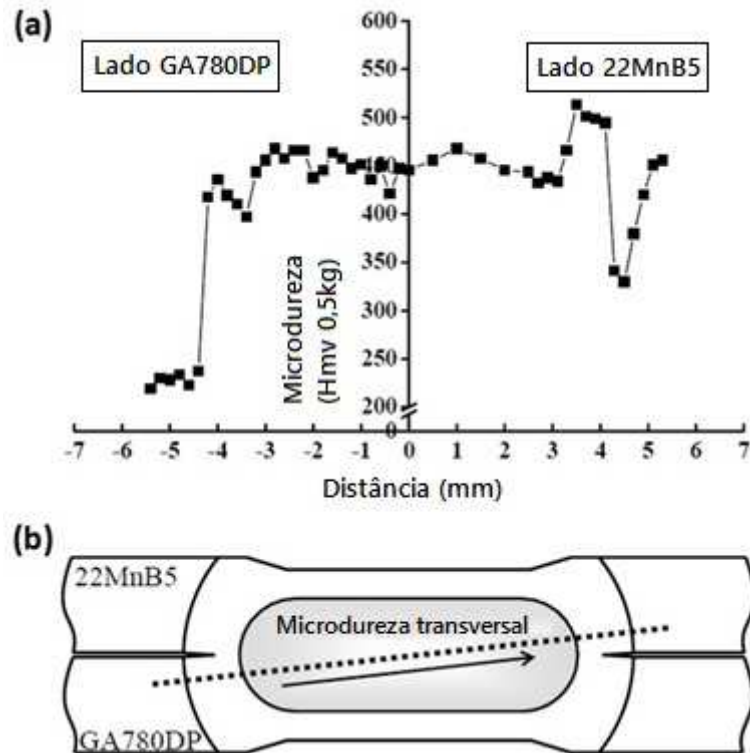 (a)
Lado GA780DP
Lado 22MnB5
600
550
500
450
400
350
300
250
200
0
Microdureza
(Hmv 0,5kg)
-7 -6 -5 -4 -3 -2 -1 0 1 2 3 4 5 6 7
Distância (mm)
(b)
22MnB5
Microdureza transversal
GA780DP